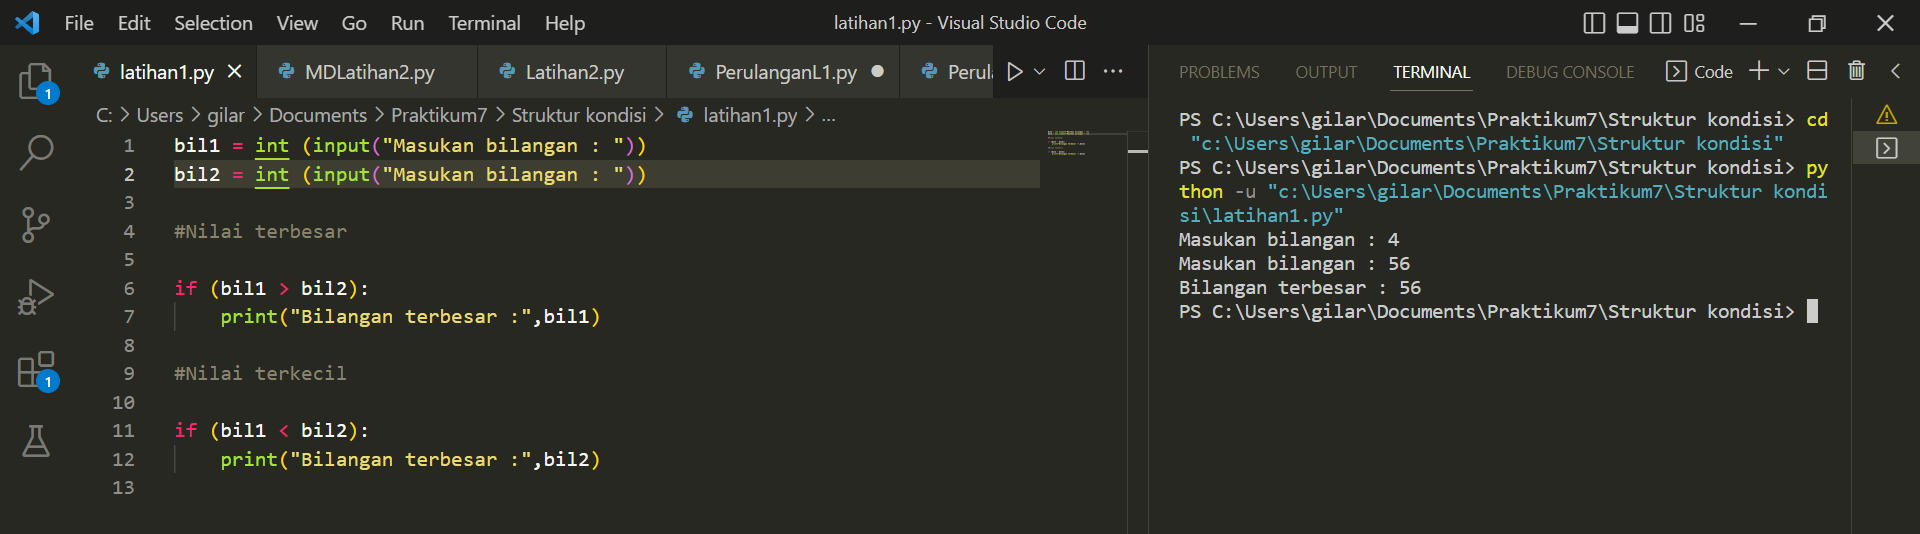 File Edit Selection View Go Run Terminal Help latihan1.py - Visual Studio Code
latihan1.py MDLatihan2.py Latihan2.py PerulanganL1.py Perul
C: > Users > gilar > Documents > Praktikum7 > Struktur kondisi > latihan1.py > ...
1 bil1 = int (input("Masukan bilangan : "))
2 bil2 = int (input("Masukan bilangan : "))
3
4 #Nilai terbesar
5
6 if (bil1 > bil2):
7 print("Bilangan terbesar :",bil1)
8
9 #Nilai terkecil
10
11 if (bil1 < bil2):
12 print("Bilangan terbesar :",bil2)
13
1
1
PROBLEMS OUTPUT TERMINAL DEBUG CONSOLE Code
PS C:\Users\gilar\Documents\Praktikum7\Struktur kondisi> cd
"c:\Users\gilar\Documents\Praktikum7\Struktur kondisi"
PS C:\Users\gilar\Documents\Praktikum7\Struktur kondisi> py
thon -u "c:\Users\gilar\Documents\Praktikum7\Struktur kondi
si\latihan1.py"
Masukan bilangan : 4
Masukan bilangan : 56
Bilangan terbesar : 56
PS C:\Users\gilar\Documents\Praktikum7\Struktur kondisi>